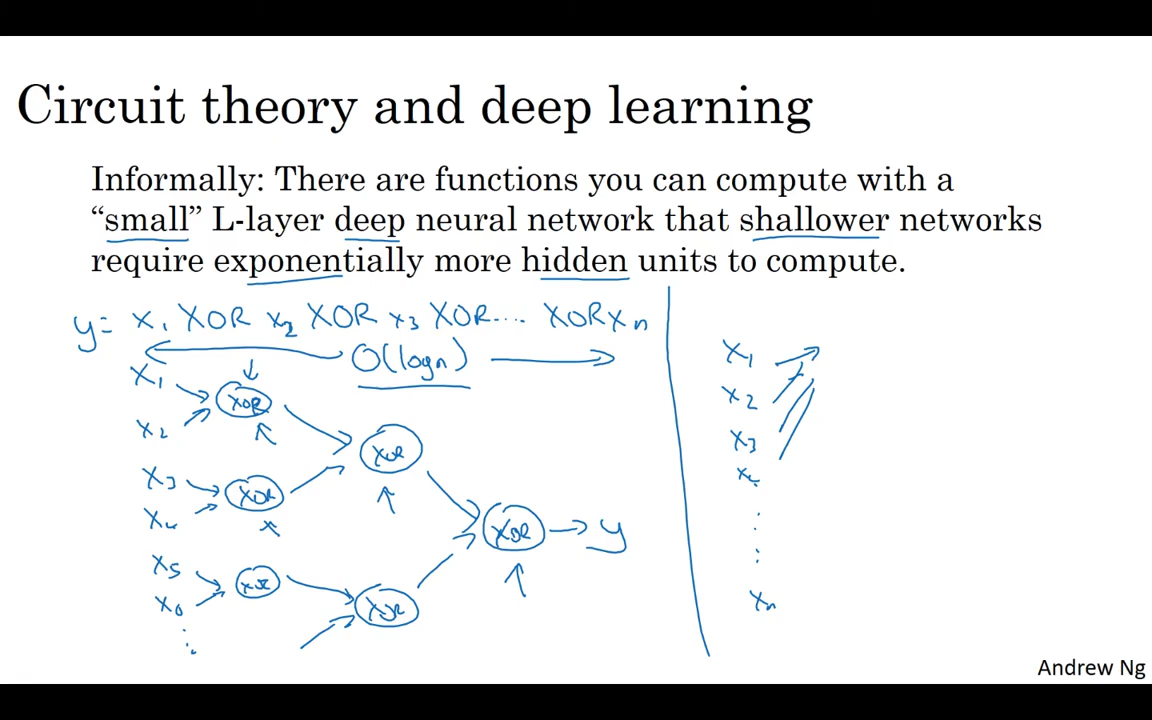 Circuit theory and deep learning
Informally: There are functions you can compute with a
“small” L-layer deep neural network that shallower networks
require exponentially more hidden units to compute.
y= x₁ XOR x₂ XOR x₃ XOR.... XOR xₙ
O(log n)
x₁
x₂
XOR
x₃
x₄
XOR
XOR
x₅
x₆
XOR
XOR
XOR
y
x₁
x₂
x₃
xₙ
Andrew Ng